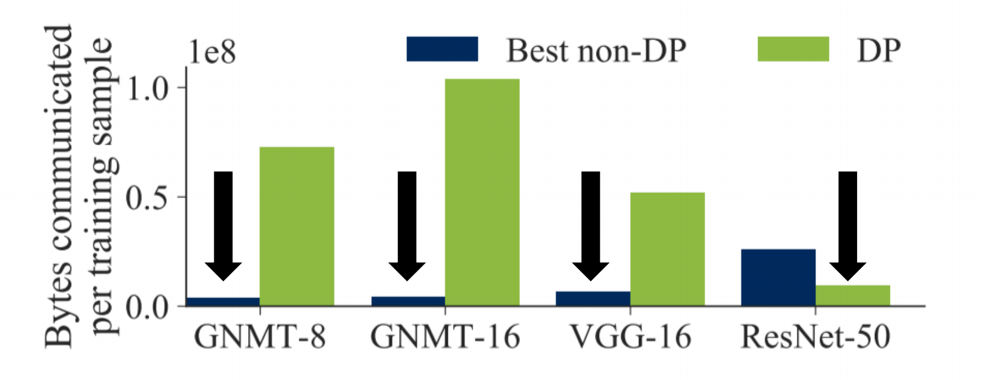 Bytes communicated
per training sample
1e8
Best non-DP
DP
1.0
0.5
0.0
GNMT-8
GNMT-16
VGG-16
ResNet-50